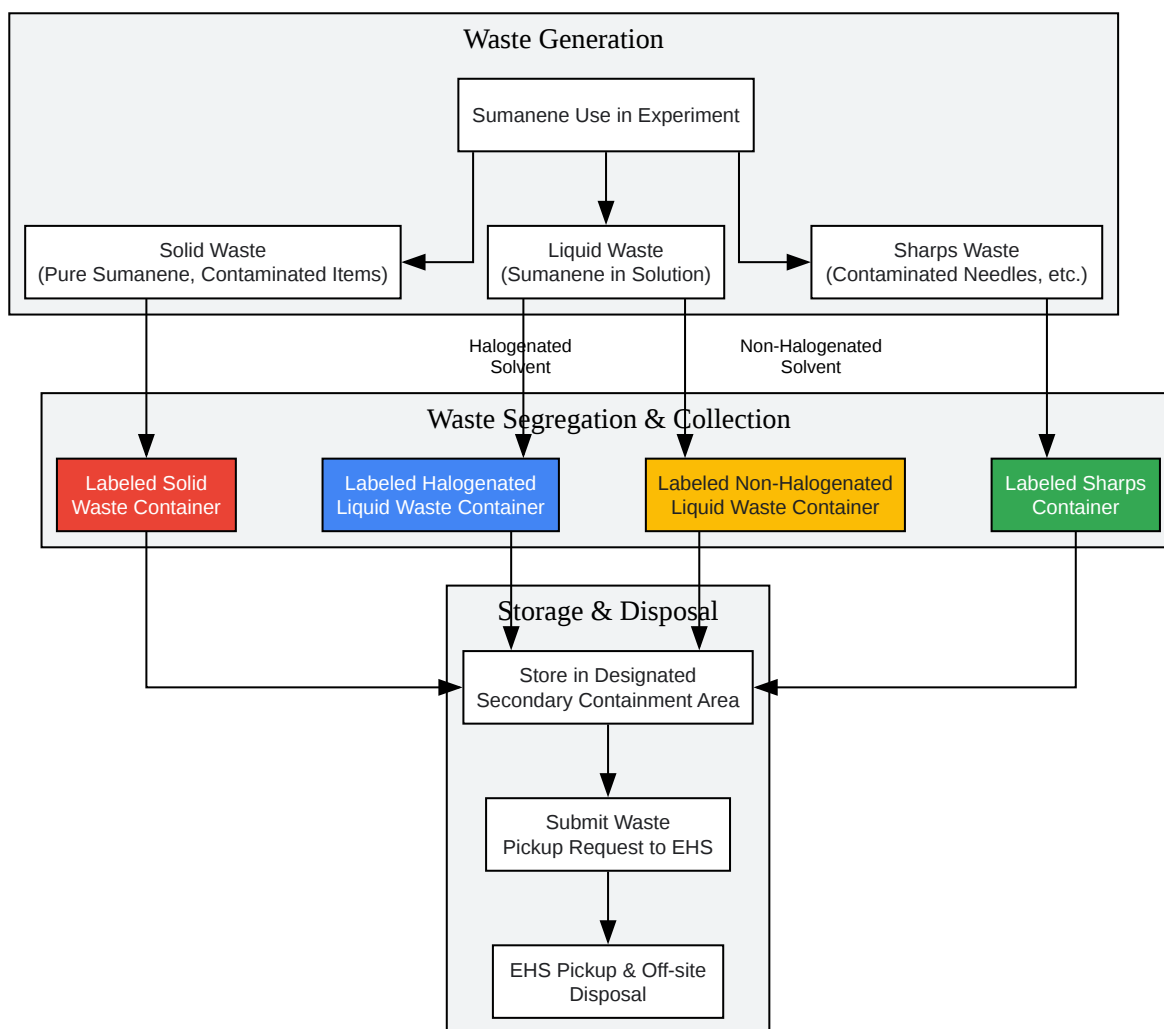 Waste Generation
Sumanene Use in Experiment
Solid Waste
(Pure Sumanene, Contaminated Items)
Liquid Waste
(Sumanene in Solution)
Sharps Waste
(Contaminated Needles, etc.)
Halogenated
Solvent
Non-Halogenated
Solvent
Waste Segregation & Collection
Labeled Solid
Waste Container
Labeled Halogenated
Liquid Waste Container
Labeled Non-Halogenated
Liquid Waste Container
Labeled Sharps
Container
Storage & Disposal
Store in Designated
Secondary Containment Area
Submit Waste
Pickup Request to EHS
EHS Pickup & Off-site
Disposal